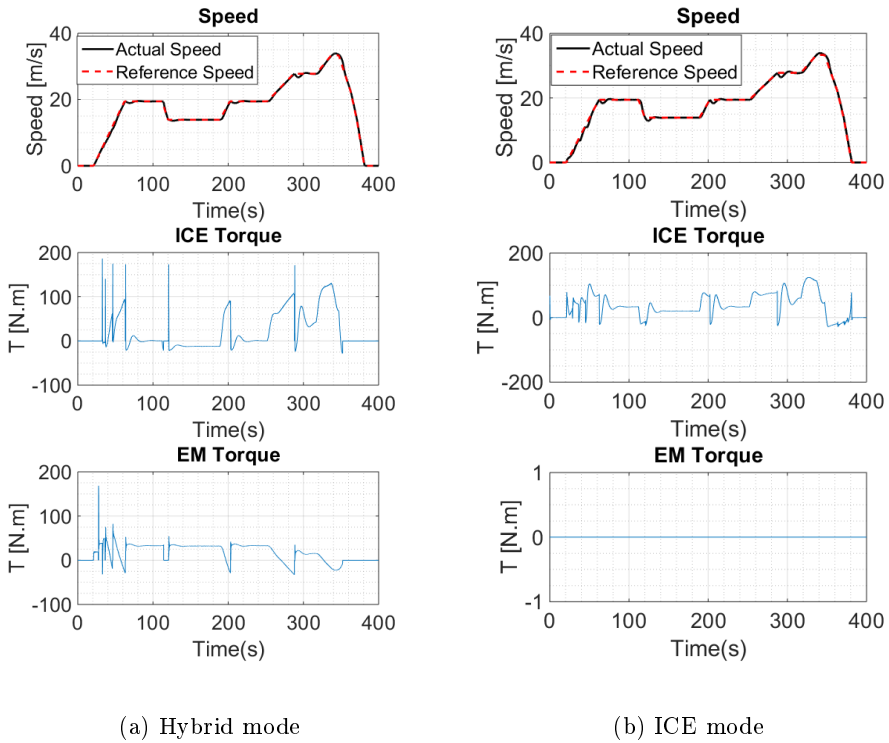 Speed
Speed [m/s]
40
20
0
Actual Speed
Reference Speed
0 100 200 300 400
Time(s)
ICE Torque
T [N.m]
200
100
0
-100
0 100 200 300 400
Time(s)
EM Torque
T [N.m]
200
100
0
-100
0 100 200 300 400
Time(s)
(a) Hybrid mode
Speed
Speed [m/s]
40
20
0
Actual Speed
Reference Speed
0 100 200 300 400
Time(s)
ICE Torque
T [N.m]
200
0
-200
0 100 200 300 400
Time(s)
EM Torque
T [N.m]
1
0
-1
0 100 200 300 400
Time(s)
(b) ICE mode